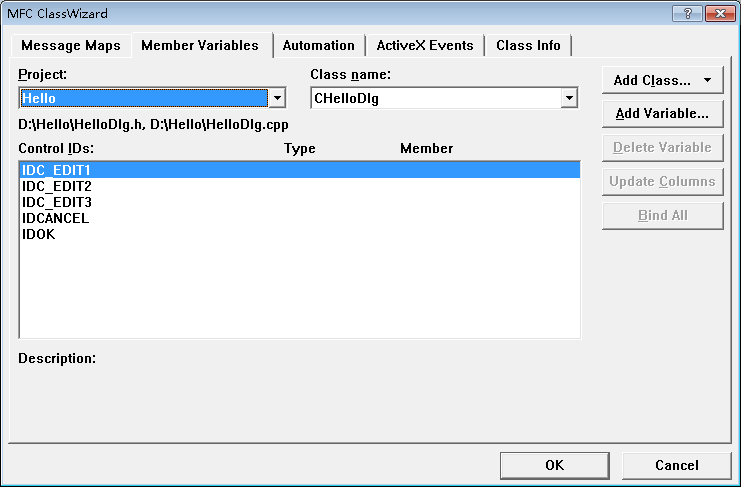 MFC ClassWizard
Message Maps Member Variables Automation ActiveX Events Class Info
Project: Class name:
Hello CHelloDlg
D:\Hello\HelloDlg.h, D:\Hello\HelloDlg.cpp
Control IDs: Type Member
IDC_EDIT1
IDC_EDIT2
IDC_EDIT3
IDCANCEL
IDOK
Description:
Add Class...
Add Variable...
Delete Variable
Update Columns
Bind All
OK Cancel